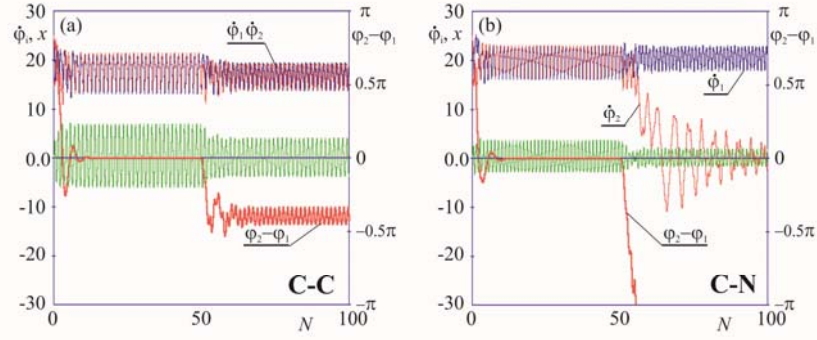 30 (a) π
φ̇₁, x φ̇₁ φ̇₂ φ₂−φ₁
20
0.5π
10
0.0 0
-10
-0.5π
-20 φ₂−φ₁
C-C
-30 -π
0 50 N 100
30 (b) π
φ̇₁, x φ₂−φ₁
20
φ̇₁ 0.5π
10 φ̇₂
0.0 0
-10
-0.5π
-20 φ₂−φ₁
C-N
-30 -π
0 50 N 100